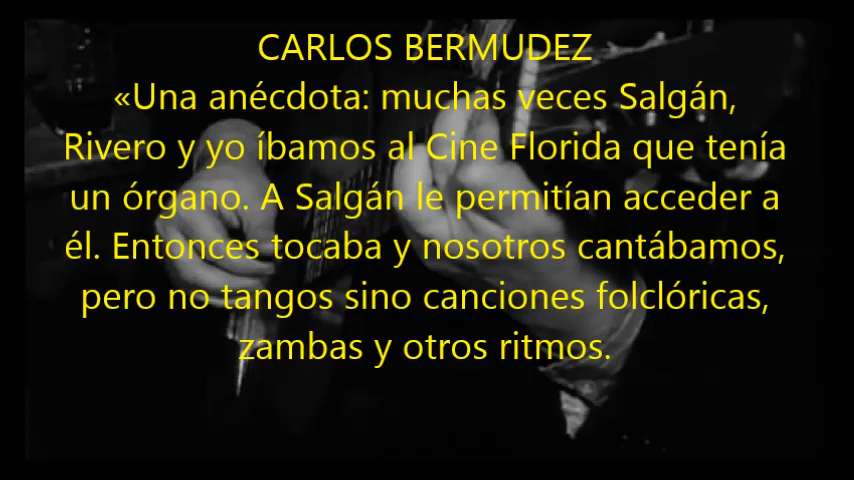 CARLOS BERMUDEZ
«Una anécdota: muchas veces Salgán,
Rivero y yo íbamos al Cine Florida que tenía
un órgano. A Salgán le permitían acceder a
él. Entonces tocaba y nosotros cantábamos,
pero no tangos sino canciones folclóricas,
zambas y otros ritmos.